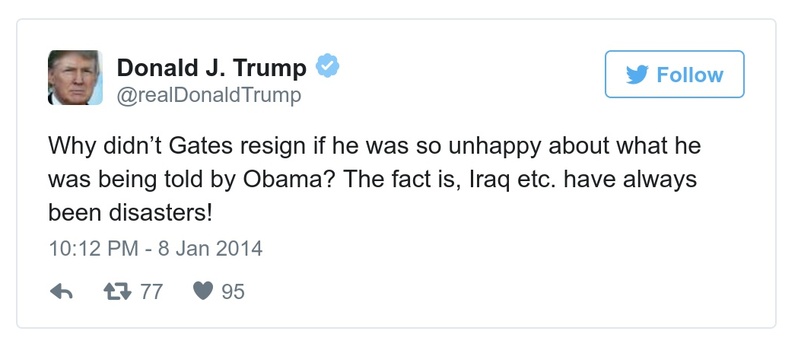 Donald J. Trump
@realDonaldTrump
Follow
Why didn’t Gates resign if he was so unhappy about what he
was being told by Obama? The fact is, Iraq etc. have always
been disasters!
10:12 PM - 8 Jan 2014
77 95